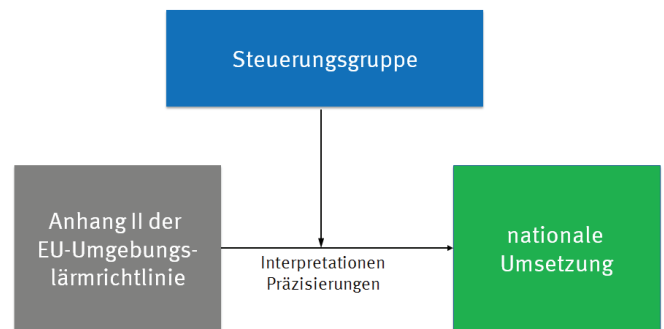 Steuerungsgruppe
Anhang II der
EU-Umgebungs-
lärmrichtlinie
Interpretationen
Präzisierungen
nationale
Umsetzung